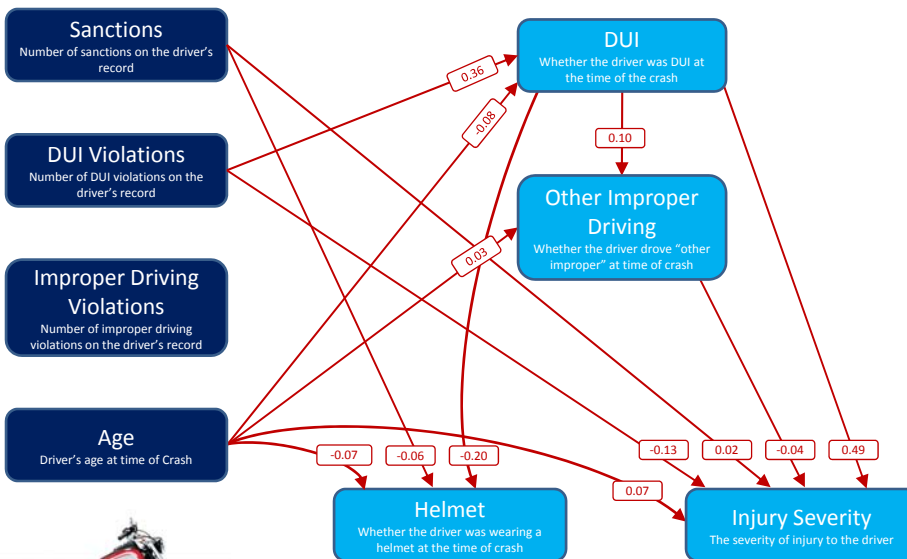 Sanctions
Number of sanctions on the driver's
record
DUI
Whether the driver was DUI at
the time of the crash
0.36
-0.08
0.10
DUI Violations
Number of DUI violations on the
driver's record
Other Improper
Driving
Whether the driver drove "other
improper" at time of crash
0.03
Improper Driving
Violations
Number of improper driving
violations on the driver's record
Age
Driver's age at time of Crash
-0.07
-0.06
-0.20
-0.13
0.02
-0.04
0.49
0.07
Helmet
Whether the driver was wearing a
helmet at the time of crash
Injury Severity
The severity of injury to the driver